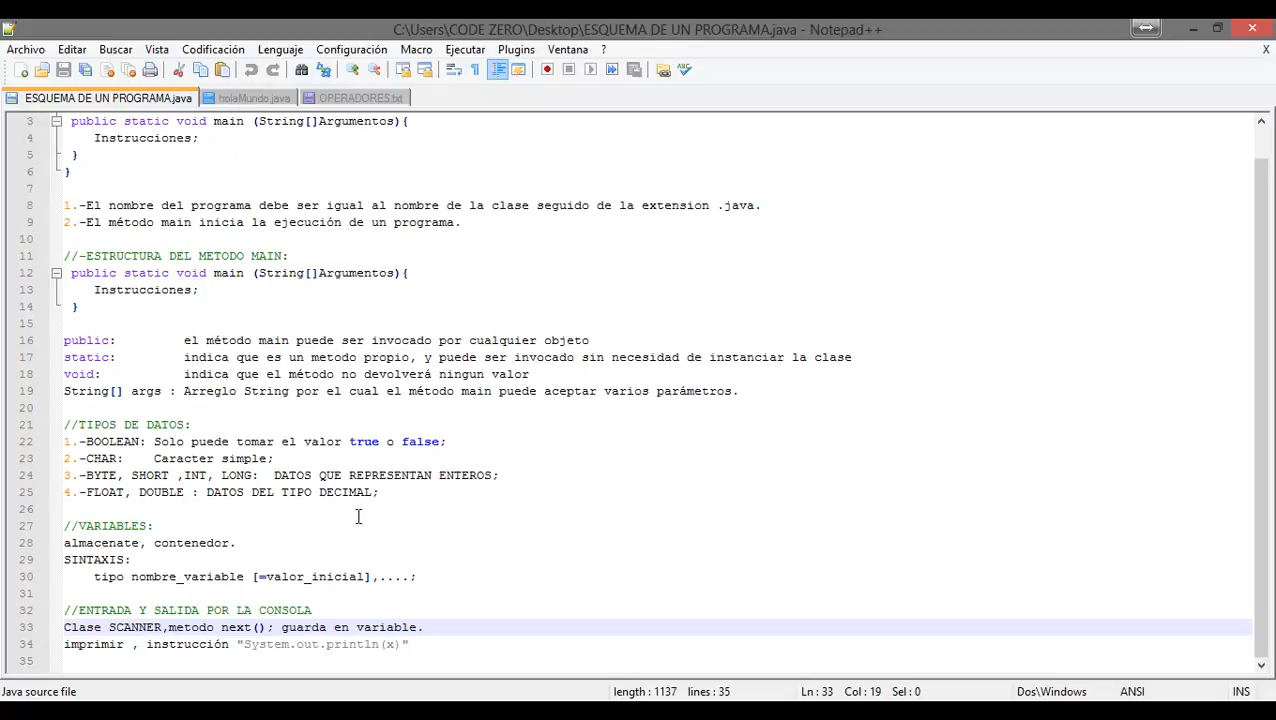 C:\Users\CODE ZERO\Desktop\ESQUEMA DE UN PROGRAMA.java - Notepad++
Archivo Editar Buscar Vista Codificación Lenguaje Configuración Macro Ejecutar Plugins Ventana ? X
ESQUEMA DE UN PROGRAMA.java holaMundo.java OPERADORES.txt
3 public static void main (String[]Argumentos){
4 Instrucciones;
5 }
6 }
7
8 1.-El nombre del programa debe ser igual al nombre de la clase seguido de la extension .java.
9 2.-El método main inicia la ejecución de un programa.
10
11 //-ESTRUCTURA DEL METODO MAIN:
12 public static void main (String[]Argumentos){
13 Instrucciones;
14 }
15
16 public: el método main puede ser invocado por cualquier objeto
17 static: indica que es un metodo propio, y puede ser invocado sin necesidad de instanciar la clase
18 void: indica que el método no devolverá ningun valor
19 String[] args : Arreglo String por el cual el método main puede aceptar varios parámetros.
20
21 //TIPOS DE DATOS:
22 1.-BOOLEAN: Solo puede tomar el valor true o false;
23 2.-CHAR: Caracter simple;
24 3.-BYTE, SHORT ,INT, LONG: DATOS QUE REPRESENTAN ENTEROS;
25 4.-FLOAT, DOUBLE : DATOS DEL TIPO DECIMAL;
26
27 //VARIABLES:
28 almacenate, contenedor.
29 SINTAXIS:
30 tipo nombre_variable [=valor_inicial],....;
31
32 //ENTRADA Y SALIDA POR LA CONSOLA
33 Clase SCANNER,metodo next(); guarda en variable.
34 imprimir , instrucción "System.out.println(x)"
35
Java source file length : 1137 lines : 35 Ln : 33 Col : 19 Sel : 0 Dos\Windows ANSI INS